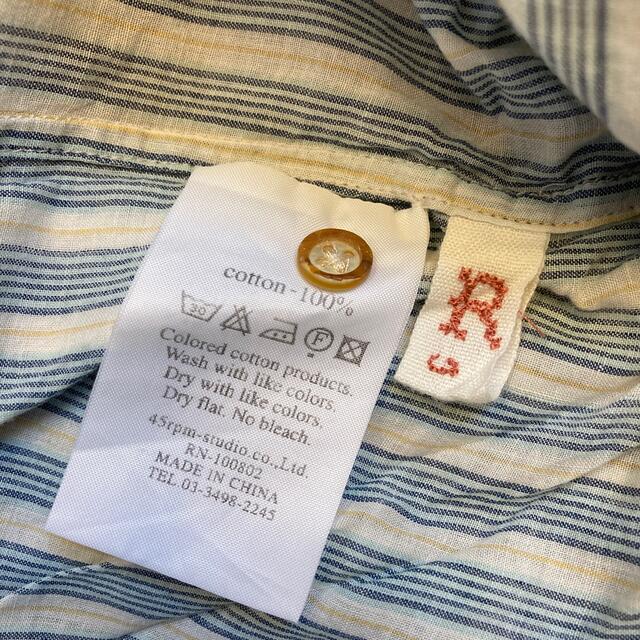 cotton-100%
30 F
Colored cotton products.
Wash with like colors.
Dry with like colors.
Dry flat. No bleach.
45rpm-studio co.,Ltd.
RN-100802
MADE IN CHINA
TEL 03-3498-2245
R